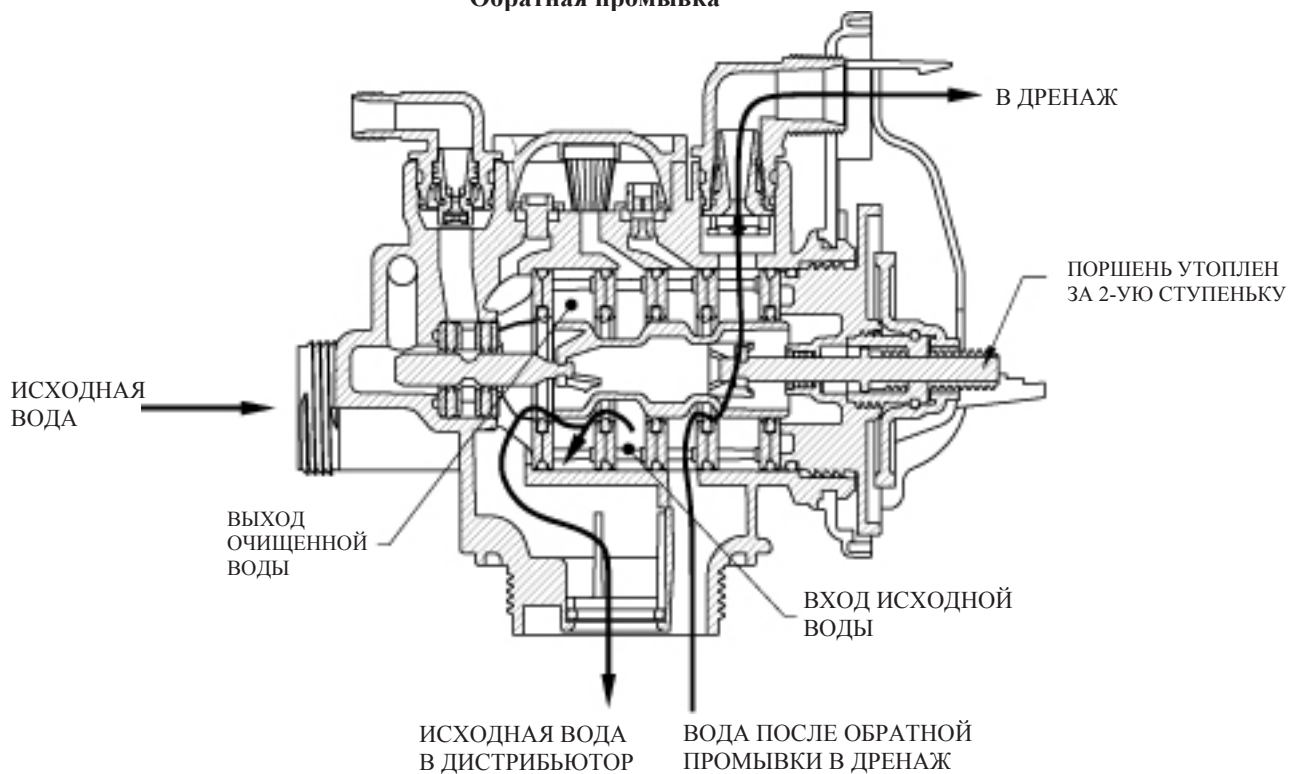 Обратная промывка
В ДРЕНАЖ
ПОРШЕНЬ УТОПЛЕН
ЗА 2-УЮ СТУПЕНЬКУ
ИСХОДНАЯ
ВОДА
ВЫХОД
ОЧИЩЕННОЙ
ВОДЫ
ВХОД ИСХОДНОЙ
ВОДЫ
ИСХОДНАЯ ВОДА
В ДИСТРИБЬЮТОР
ВОДА ПОСЛЕ ОБРАТНОЙ
ПРОМЫВКИ В ДРЕНАЖ